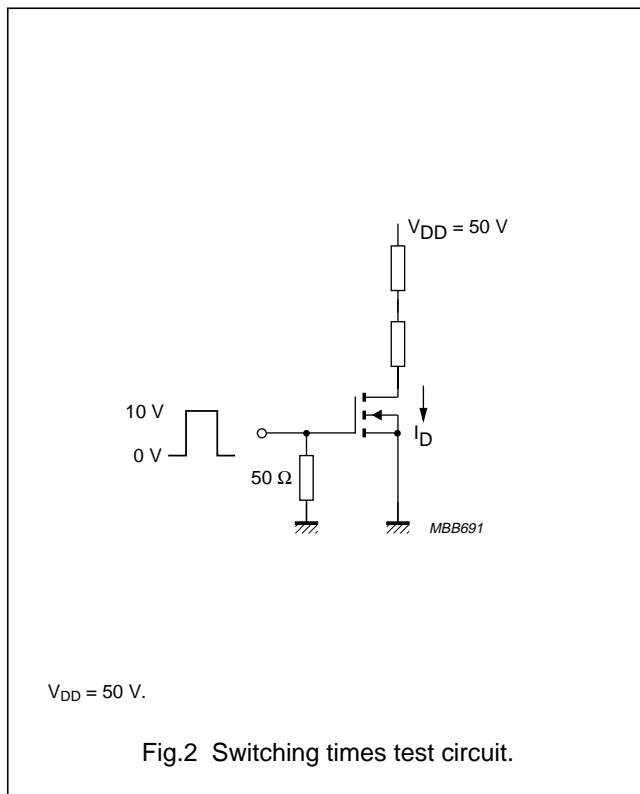 V_DD = 50 V
10 V
0 V
I_D
50 Ω
MBB691
V_DD = 50 V.
Fig.2 Switching times test circuit.